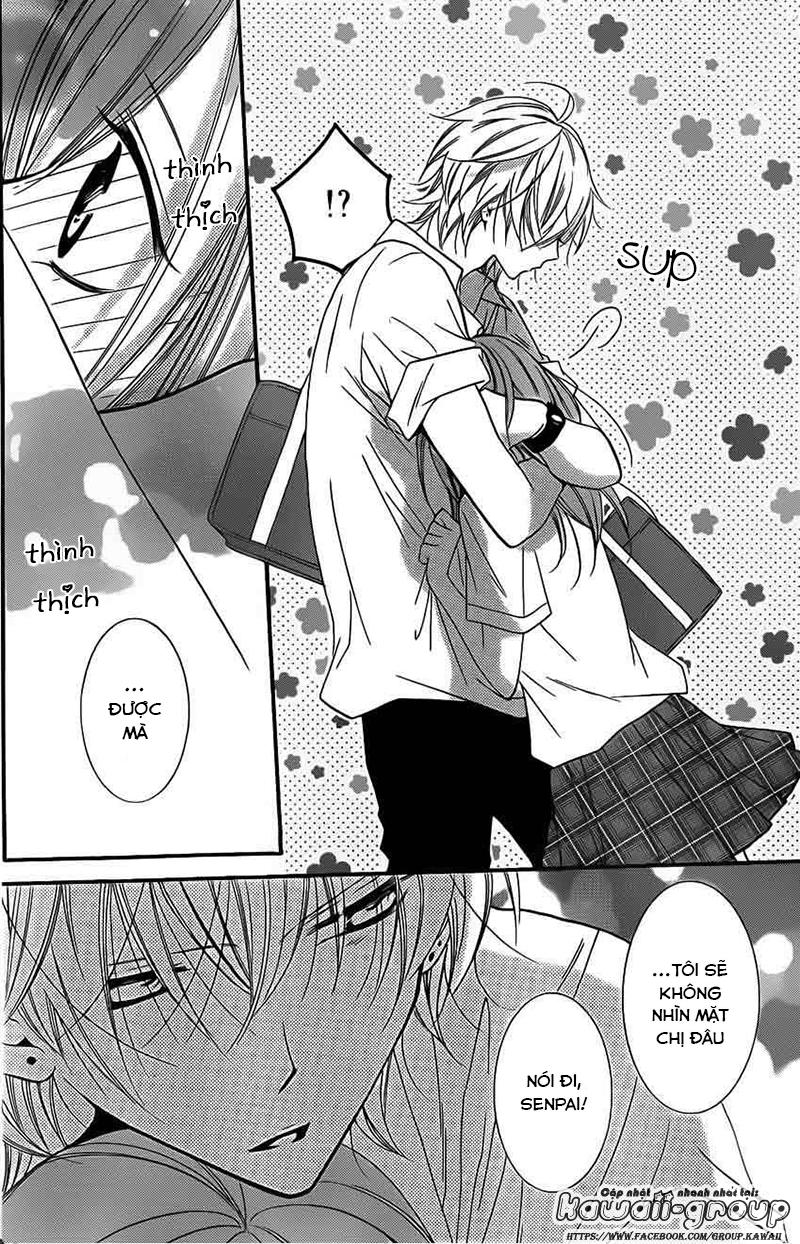 !?
sụp
thình
thịch
thình
thịch
...
ĐƯỢC
MÀ
...TÔI SẼ
KHÔNG
NHÌN MẶT
CHỊ ĐÂU
NÓI ĐI,
SENPAI!
Cập nhật nhanh nhất tại:
kawaii-group
HTTPS://WWW.FACEBOOK.COM/GROUP.KAWAII